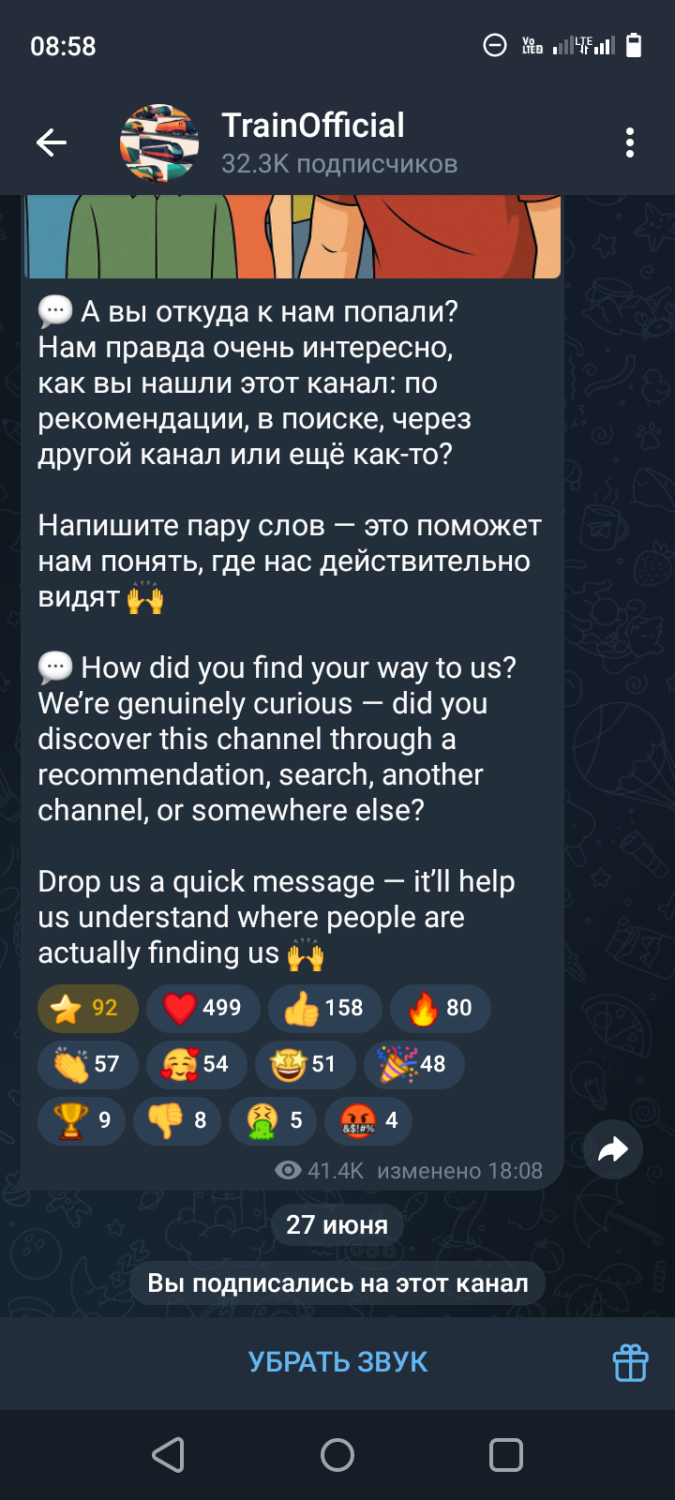 08:58
Vo
LTE2
LTE
TrainOfficial
32.3K подписчиков
💬 А вы откуда к нам попали?
Нам правда очень интересно,
как вы нашли этот канал: по
рекомендации, в поиске, через
другой канал или ещё как-то?
Напишите пару слов — это поможет
нам понять, где нас действительно
видят 🙌
💬 How did you find your way to us?
We’re genuinely curious — did you
discover this channel through a
recommendation, search, another
channel, or somewhere else?
Drop us a quick message — it’ll help
us understand where people are
actually finding us 🙌
⭐ 92 ❤️ 499 👍 158 🔥 80
👏 57 🥰 54 🤩 51 🎉 48
🏆 9 👎 8 🤮 5 🤬 4
41.4K изменено 18:08
27 июня
Вы подписались на этот канал
УБРАТЬ ЗВУК